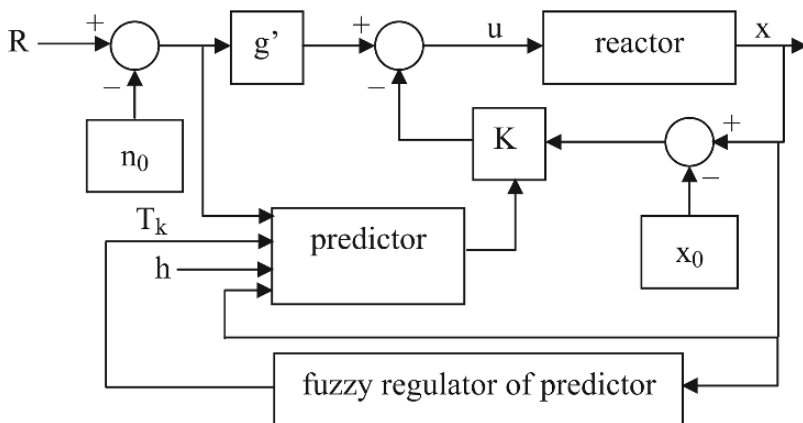 R
+
−
g’
+
−
u
reactor
x
n₀
K
+
−
x₀
Tₖ
h
predictor
fuzzy regulator of predictor